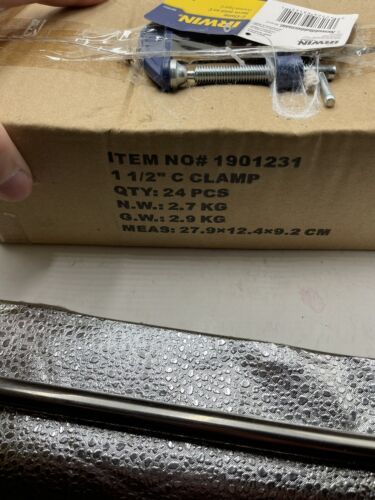 IRWIN
IRWIN
ITEM NO# 1901231
1 1/2" C CLAMP
QTY: 24 PCS
N.W.: 2.7 KG
G.W.: 2.9 KG
MEAS: 27.9×12.4×9.2 CM